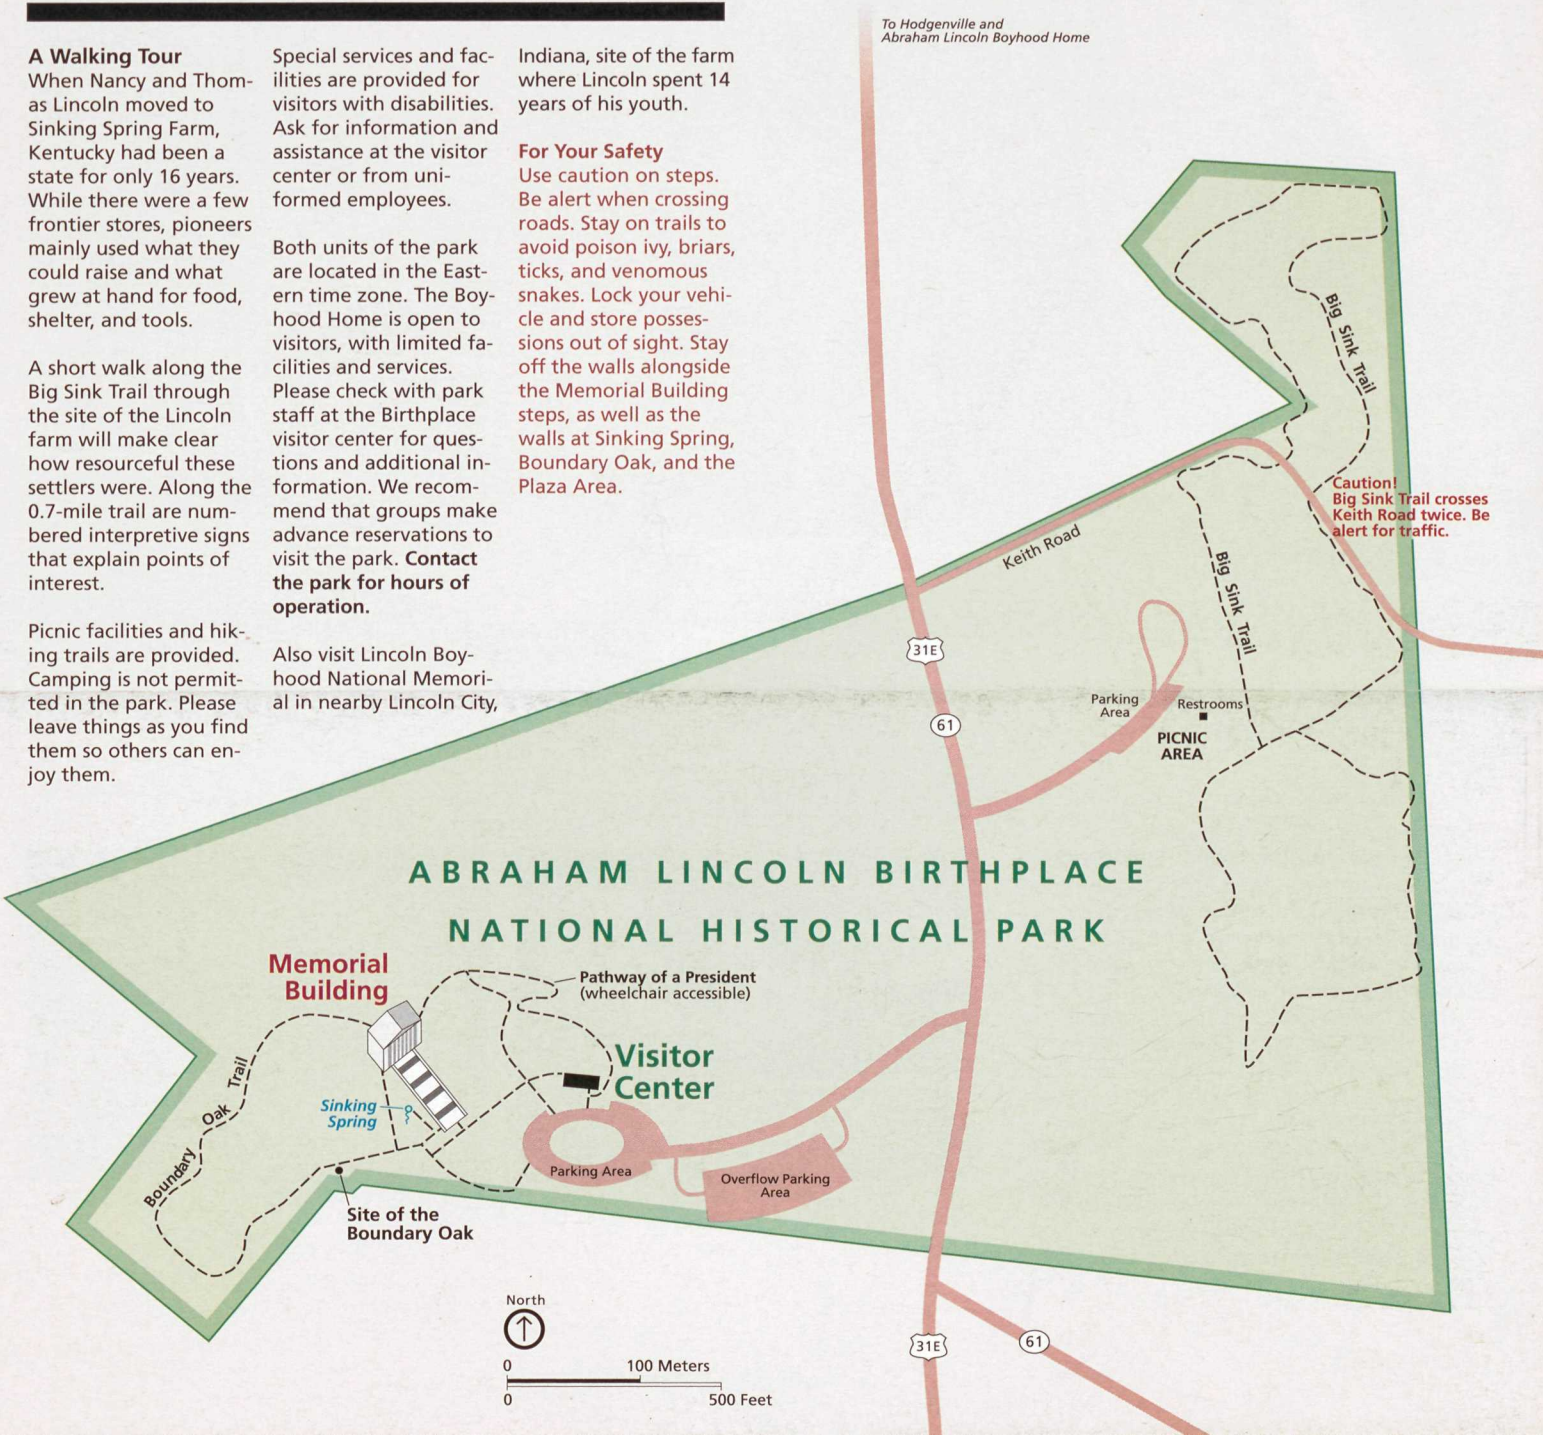 A Walking Tour
When Nancy and Thom-
as Lincoln moved to
Sinking Spring Farm,
Kentucky had been a
state for only 16 years.
While there were a few
frontier stores, pioneers
mainly used what they
could raise and what
grew at hand for food,
shelter, and tools.
A short walk along the
Big Sink Trail through
the site of the Lincoln
farm will make clear
how resourceful these
settlers were. Along the
0.7-mile trail are num-
bered interpretive signs
that explain points of
interest.
Picnic facilities and hik-
ing trails are provided.
Camping is not permit-
ted in the park. Please
leave things as you find
them so others can en-
joy them.
Special services and fac-
ilities are provided for
visitors with disabilities.
Ask for information and
assistance at the visitor
center or from uni-
formed employees.
Both units of the park
are located in the East-
ern time zone. The Boy-
hood Home is open to
visitors, with limited fa-
cilities and services.
Please check with park
staff at the Birthplace
visitor center for ques-
tions and additional in-
formation. We recom-
mend that groups make
advance reservations to
visit the park. Contact
the park for hours of
operation.
Also visit Lincoln Boy-
hood National Memori-
al in nearby Lincoln City,
Indiana, site of the farm
where Lincoln spent 14
years of his youth.
For Your Safety
Use caution on steps.
Be alert when crossing
roads. Stay on trails to
avoid poison ivy, briars,
ticks, and venomous
snakes. Lock your vehi-
cle and store posses-
sions out of sight. Stay
off the walls alongside
the Memorial Building
steps, as well as the
walls at Sinking Spring,
Boundary Oak, and the
Plaza Area.
To Hodgenville and
Abraham Lincoln Boyhood Home
Big Sink Trail
Caution!
Big Sink Trail crosses
Keith Road twice. Be
alert for traffic.
Keith Road
Big Sink Trail
31E
61
Parking
Area
Restrooms
PICNIC
AREA
ABRAHAM LINCOLN BIRTHPLACE
NATIONAL HISTORICAL PARK
Memorial
Building
Pathway of a President
(wheelchair accessible)
Visitor
Center
Boundary Oak Trail
Sinking
Spring
Parking Area
Overflow Parking
Area
Site of the
Boundary Oak
North
0
100 Meters
0
500 Feet
31E
61